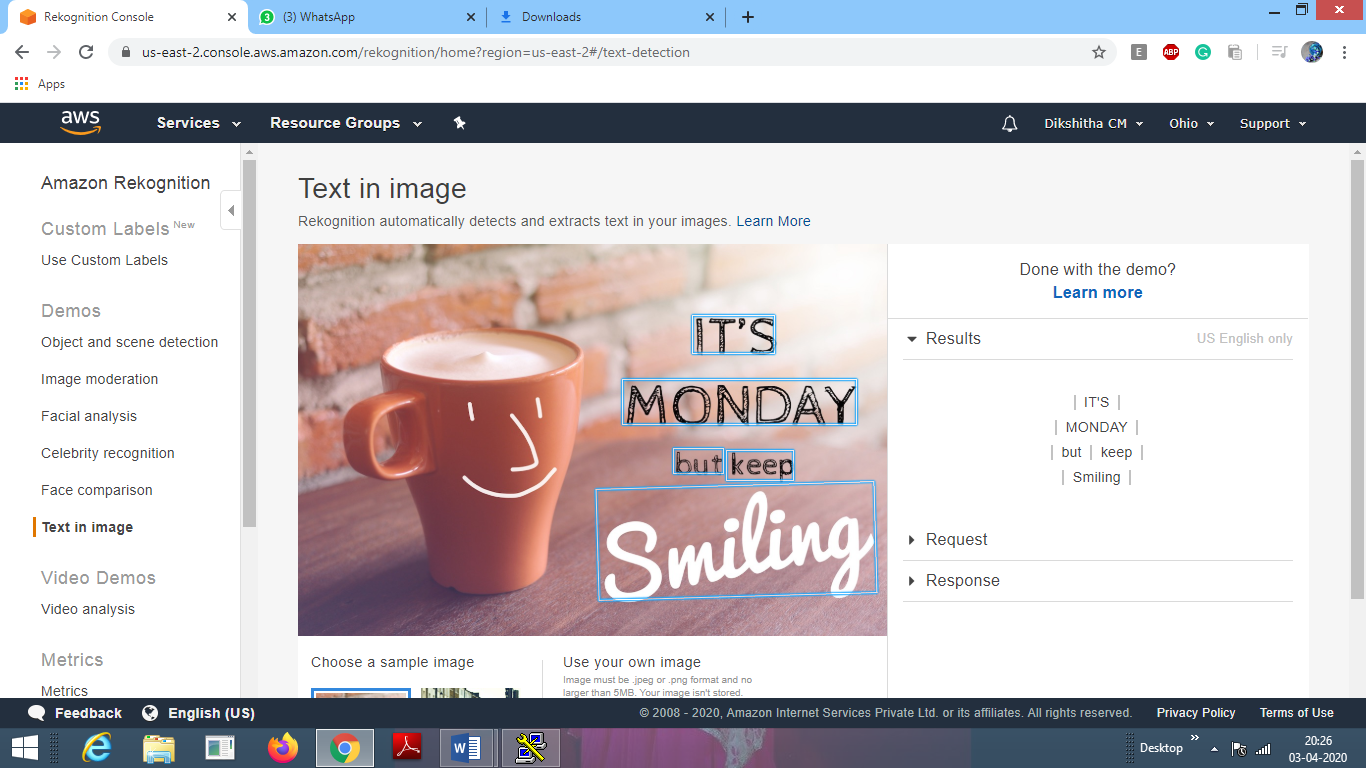 Rekognition Console
(3) WhatsApp
Downloads
us-east-2.console.aws.amazon.com/rekognition/home?region=us-east-2#/text-detection
E
ABP
Apps
aws
Services
Resource Groups
Dikshitha CM
Ohio
Support
Amazon Rekognition
Custom Labels New
Use Custom Labels
Demos
Object and scene detection
Image moderation
Facial analysis
Celebrity recognition
Face comparison
Text in image
Video Demos
Video analysis
Metrics
Metrics
Text in image
Rekognition automatically detects and extracts text in your images. Learn More
IT'S
MONDAY
but keep
Smiling
Choose a sample image
Use your own image
Image must be .jpeg or .png format and no
larger than 5MB. Your image isn't stored.
Done with the demo?
Learn more
Results
US English only
| IT'S |
| MONDAY |
| but | keep |
| Smiling |
Request
Response
Feedback
English (US)
© 2008 - 2020, Amazon Internet Services Private Ltd. or its affiliates. All rights reserved.
Privacy Policy
Terms of Use
Desktop
20:26
03-04-2020